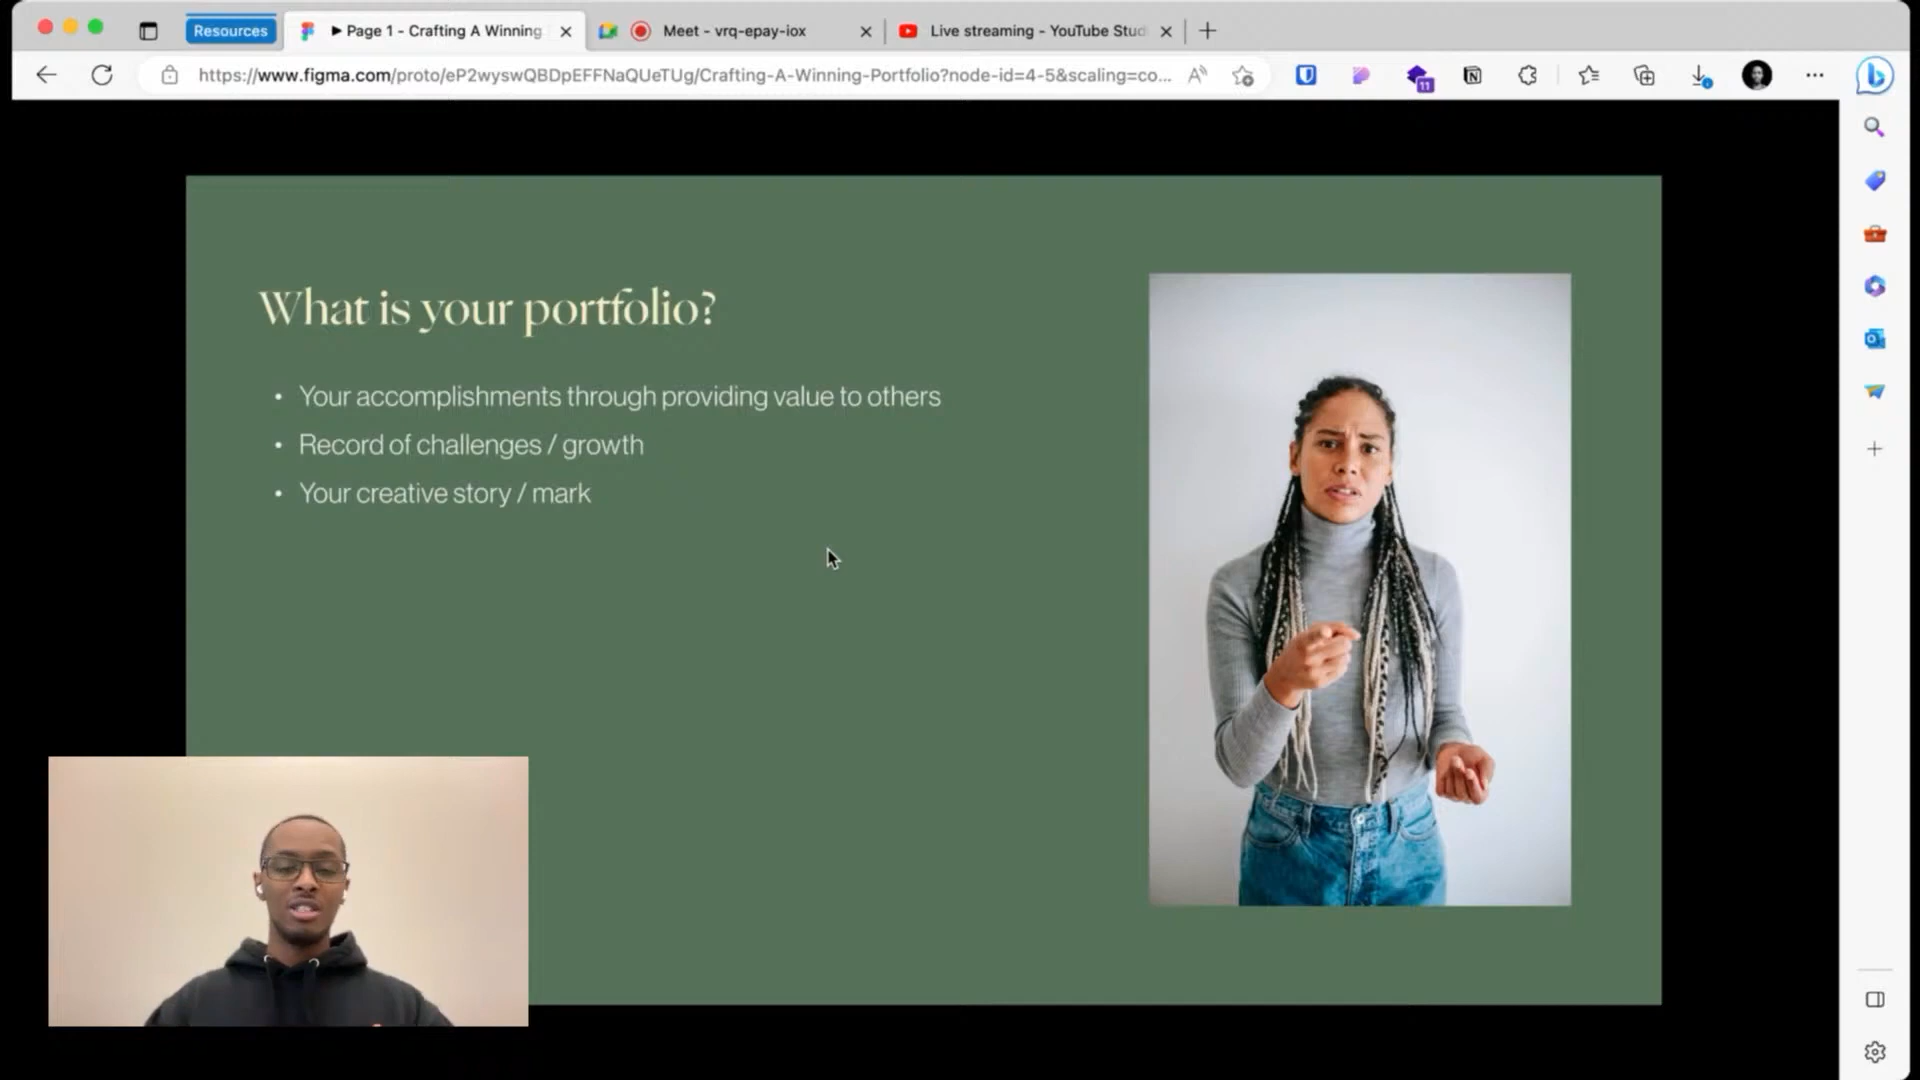 Resources
Page 1 - Crafting A Winning
Meet - vrq-epay-iox
Live streaming - YouTube Stud
https://www.figma.com/proto/eP2wyswQBDpEFFNaQUeTUg/Crafting-A-Winning-Portfolio?node-id=4-5&scaling=co...
11
What is your portfolio?
• Your accomplishments through providing value to others
• Record of challenges / growth
• Your creative story / mark